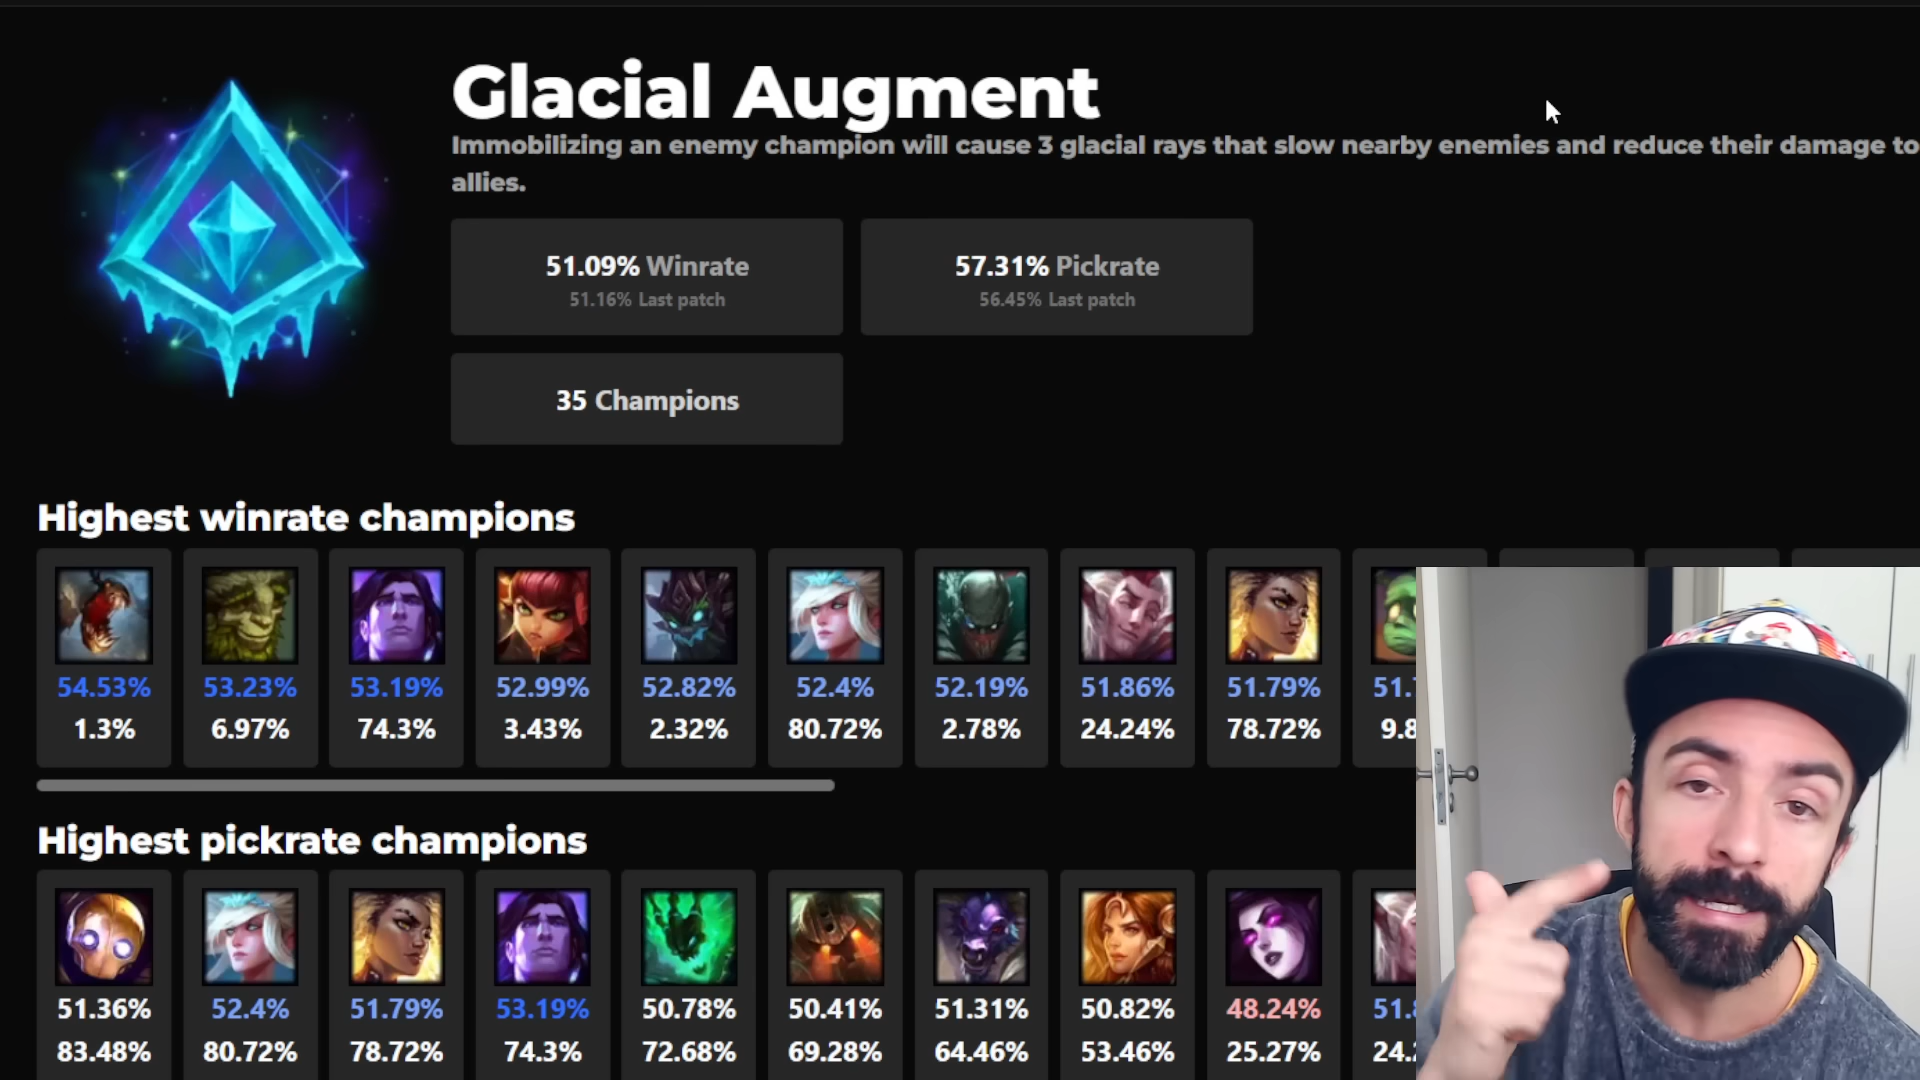 Glacial Augment
Immobilizing an enemy champion will cause 3 glacial rays that slow nearby enemies and reduce their damage to
allies.
51.09% Winrate
51.16% Last patch
57.31% Pickrate
56.45% Last patch
35 Champions
Highest winrate champions
54.53% 53.23% 53.19% 52.99% 52.82% 52.4% 52.19% 51.86% 51.79% 51.
1.3% 6.97% 74.3% 3.43% 2.32% 80.72% 2.78% 24.24% 78.72% 9.8
Highest pickrate champions
51.36% 52.4% 51.79% 53.19% 50.78% 50.41% 51.31% 50.82% 48.24% 51.
83.48% 80.72% 78.72% 74.3% 72.68% 69.28% 64.46% 53.46% 25.27% 24.